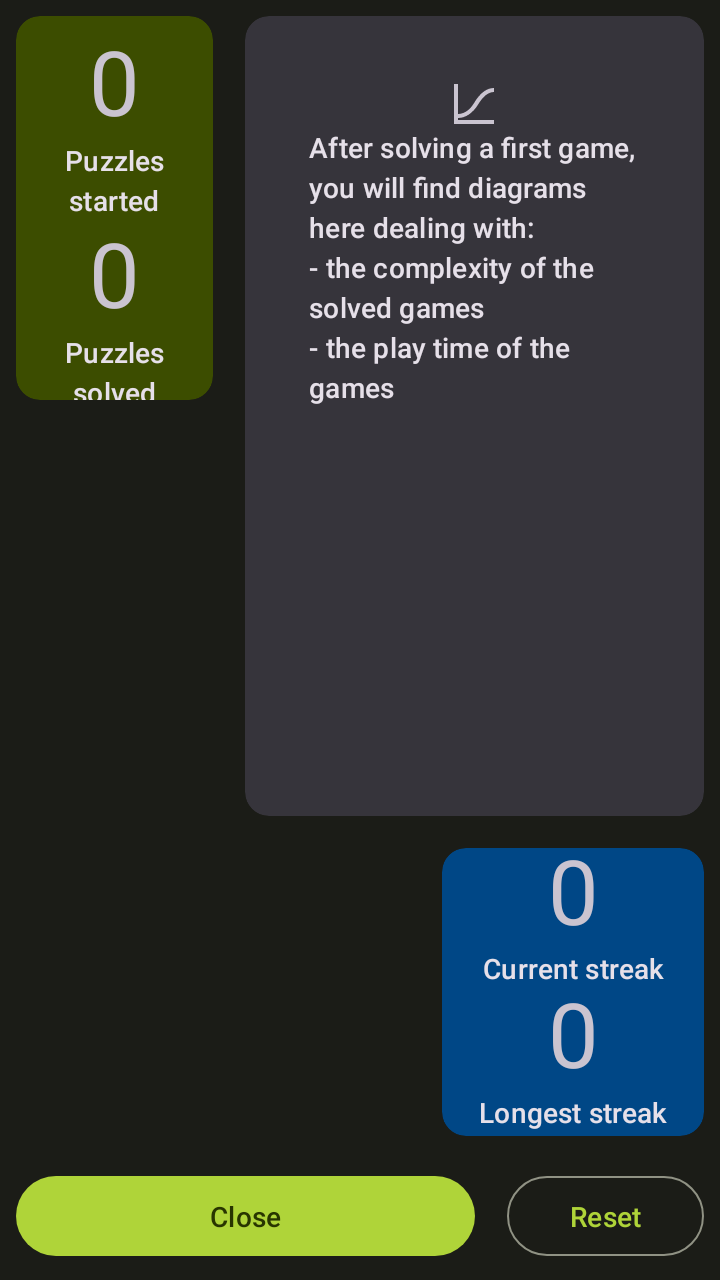 0
Puzzles
started
0
Puzzles
solved
After solving a first game,
you will find diagrams
here dealing with:
- the complexity of the
solved games
- the play time of the
games
0
Current streak
0
Longest streak
Close
Reset